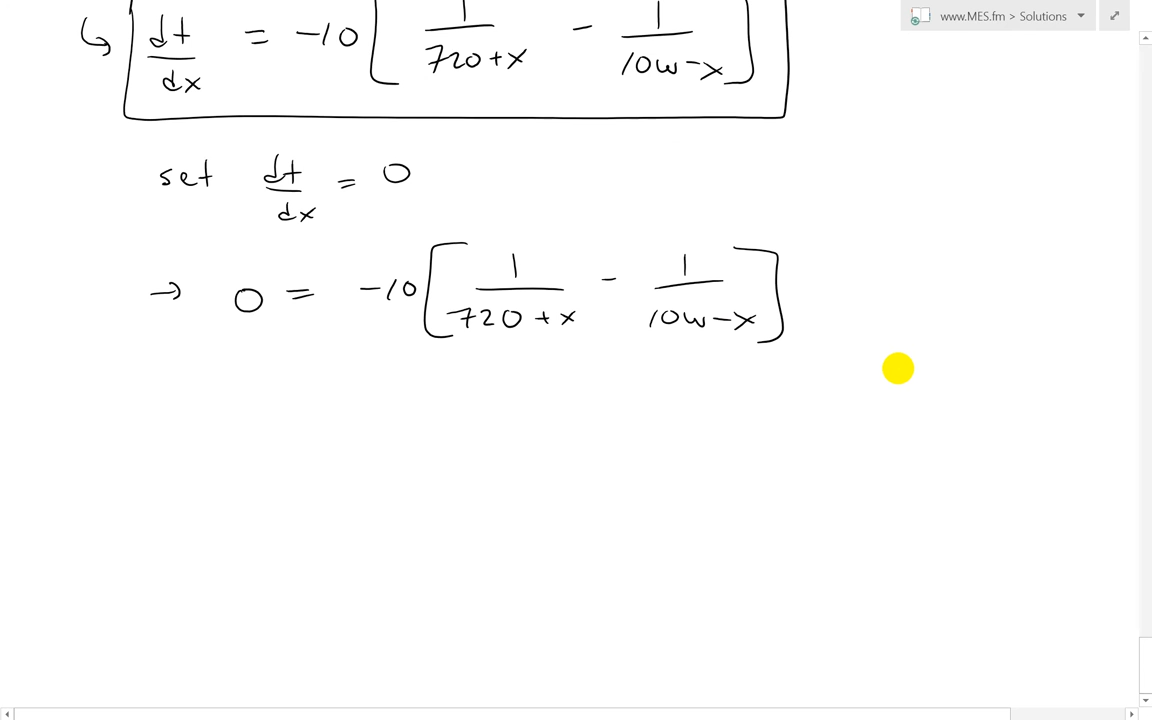 www.MES.fm > Solutions
↳ dt/dx = -10 [ 1/(720+x) - 1/(10w-x) ]
set dt/dx = 0
→ 0 = -10 [ 1/(720+x) - 1/(10w-x) ]